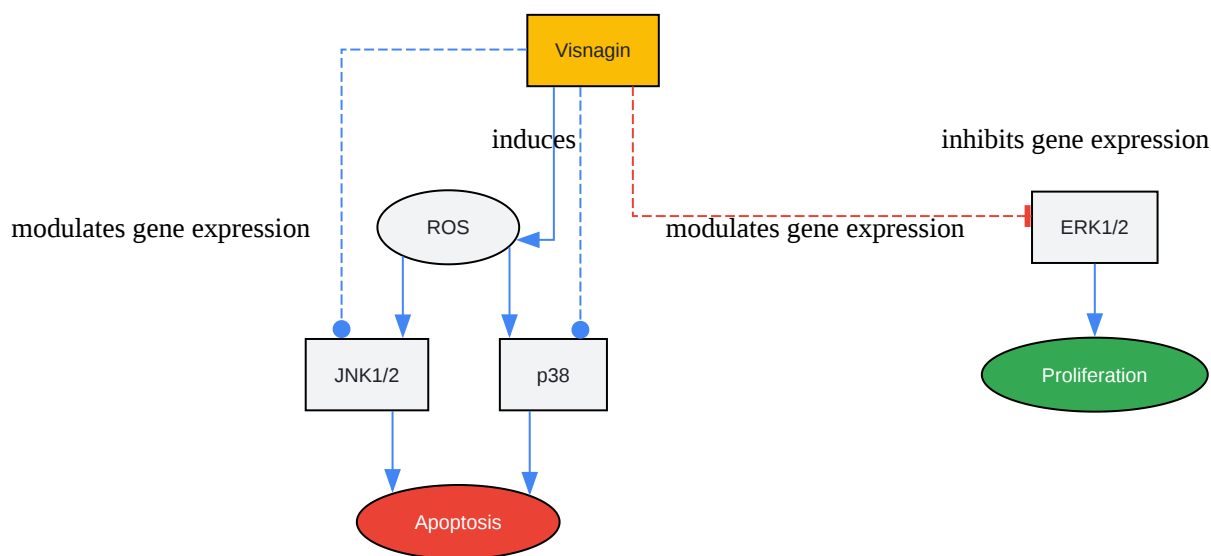 Visnagin
induces
inhibits gene expression
modulates gene expression
ROS
modulates gene expression
ERK1/2
JNK1/2
p38
Proliferation
Apoptosis